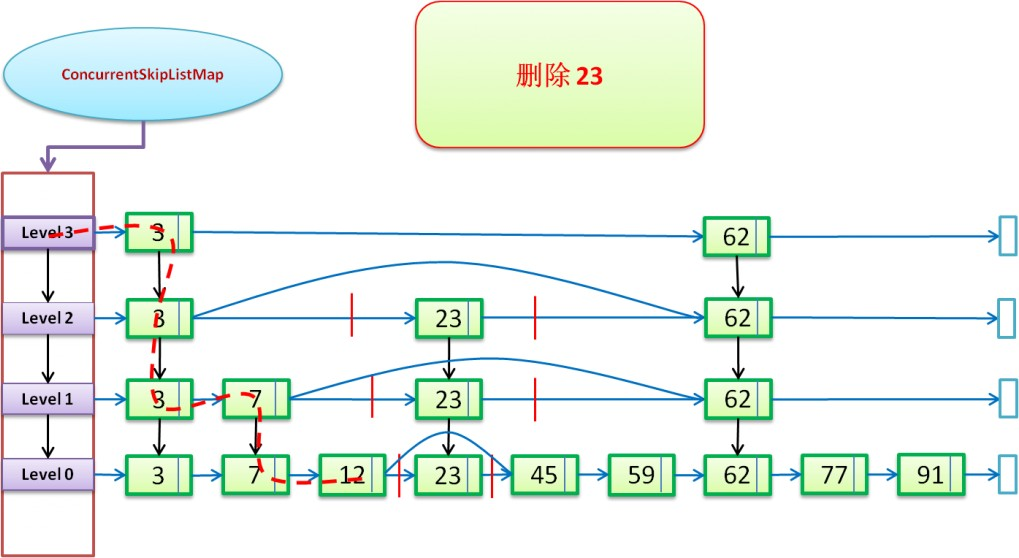 ConcurrentSkipListMap
删除 23
Level 3 3 62
Level 2 3 23 62
Level 1 3 7 23 62
Level 0 3 7 12 23 45 59 62 77 91